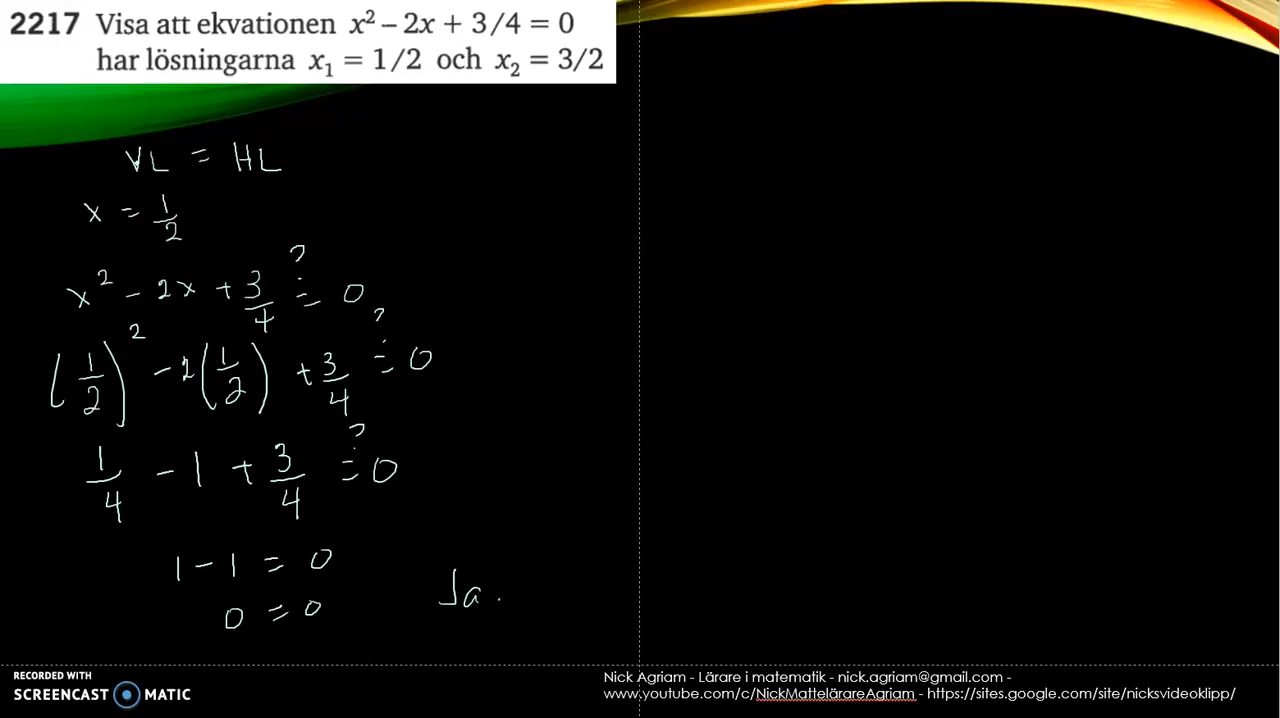 2217 Visa att ekvationen x² – 2x + 3/4 = 0
har lösningarna x₁ = 1/2 och x₂ = 3/2
VL = HL
x = 1/2
x² - 2x + 3/4 ?= 0
(1/2)² - 2(1/2) + 3/4 ?= 0
1/4 - 1 + 3/4 ?= 0
1 - 1 = 0
0 = 0 Ja.
RECORDED WITH
SCREENCAST MATIC
Nick Agriam - Lärare i matematik - nick.agriam@gmail.com -
www.youtube.com/c/NickMattelärareAgriam - https://sites.google.com/site/nicksvideoklipp/